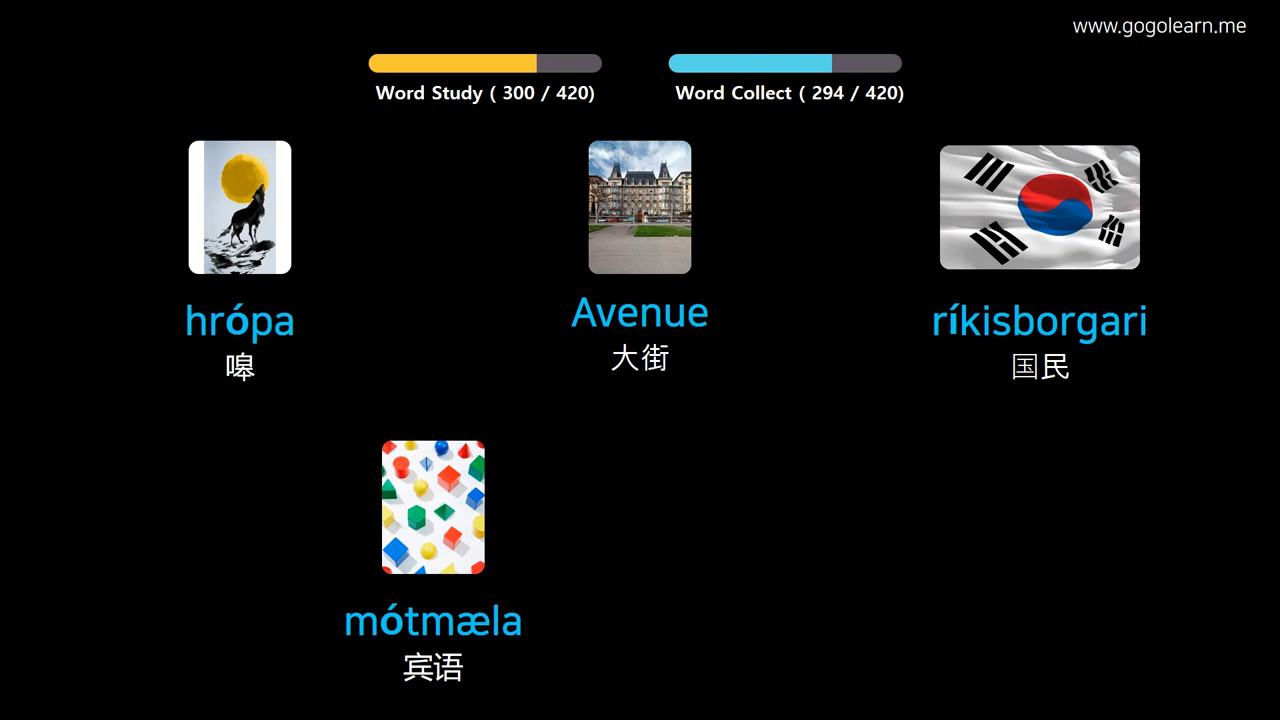 www.gogolearn.me
Word Study ( 300 / 420)
Word Collect ( 294 / 420)
hrópa
嘷
Avenue
大街
ríkisborgari
国民
mótmæla
宾语